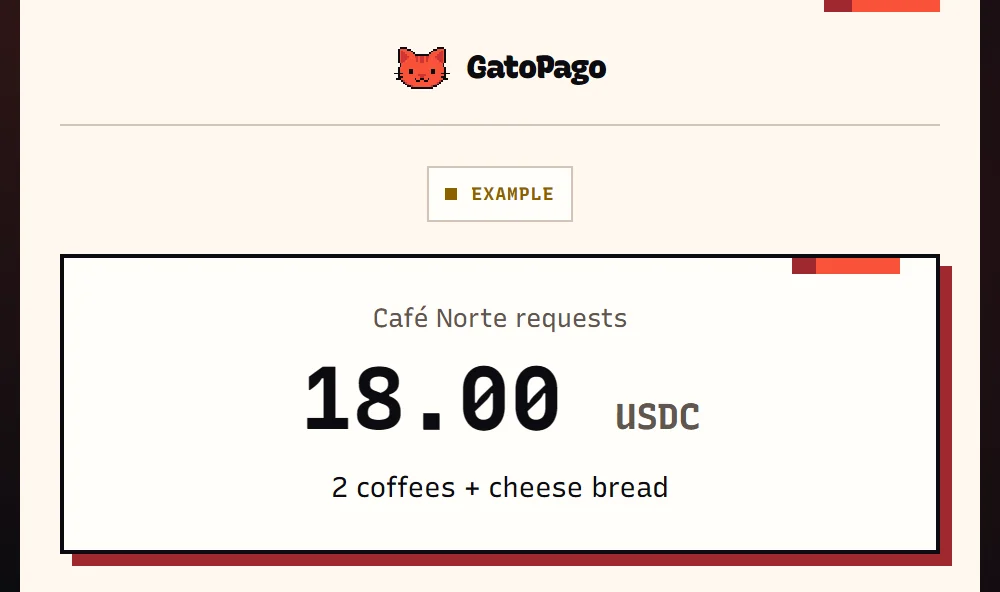 GatoPago
EXAMPLE
Café Norte requests
18.00 USDC
2 coffees + cheese bread